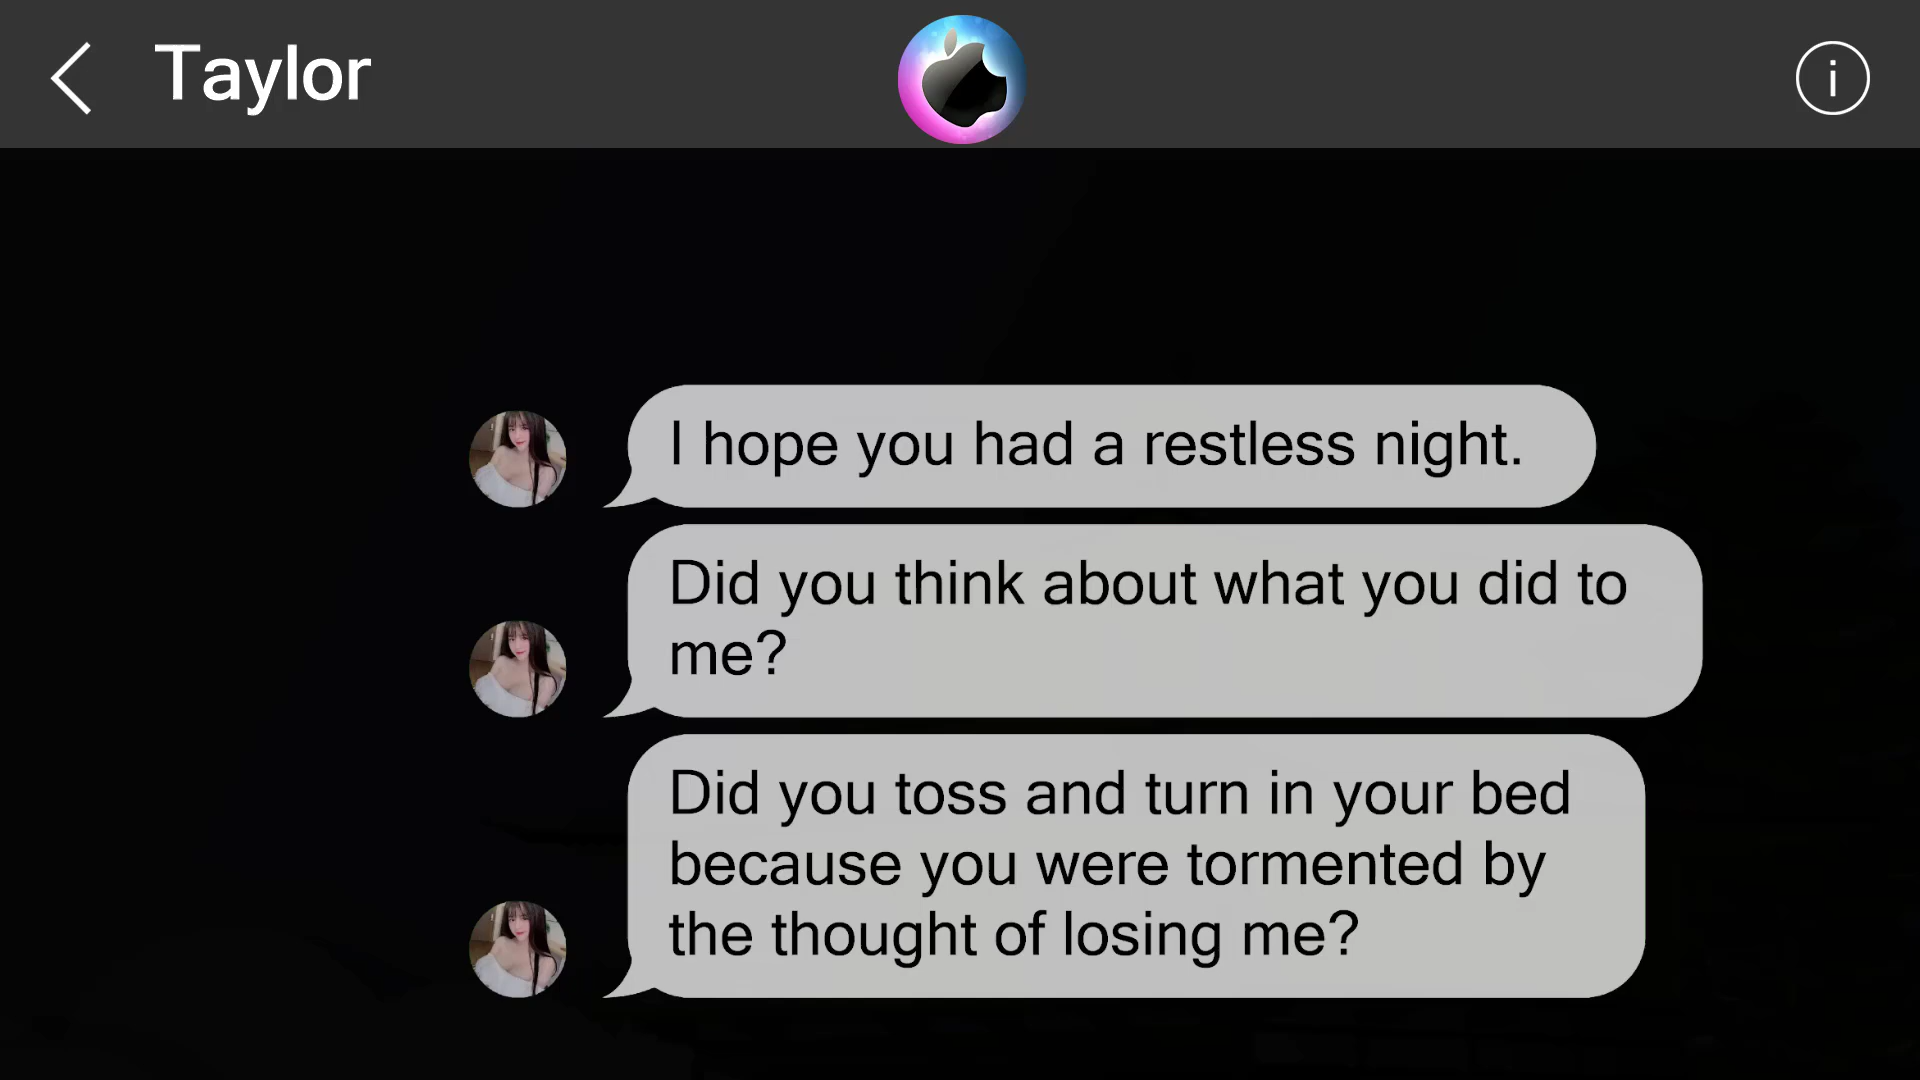 Taylor
i
I hope you had a restless night.
Did you think about what you did to
me?
Did you toss and turn in your bed
because you were tormented by
the thought of losing me?